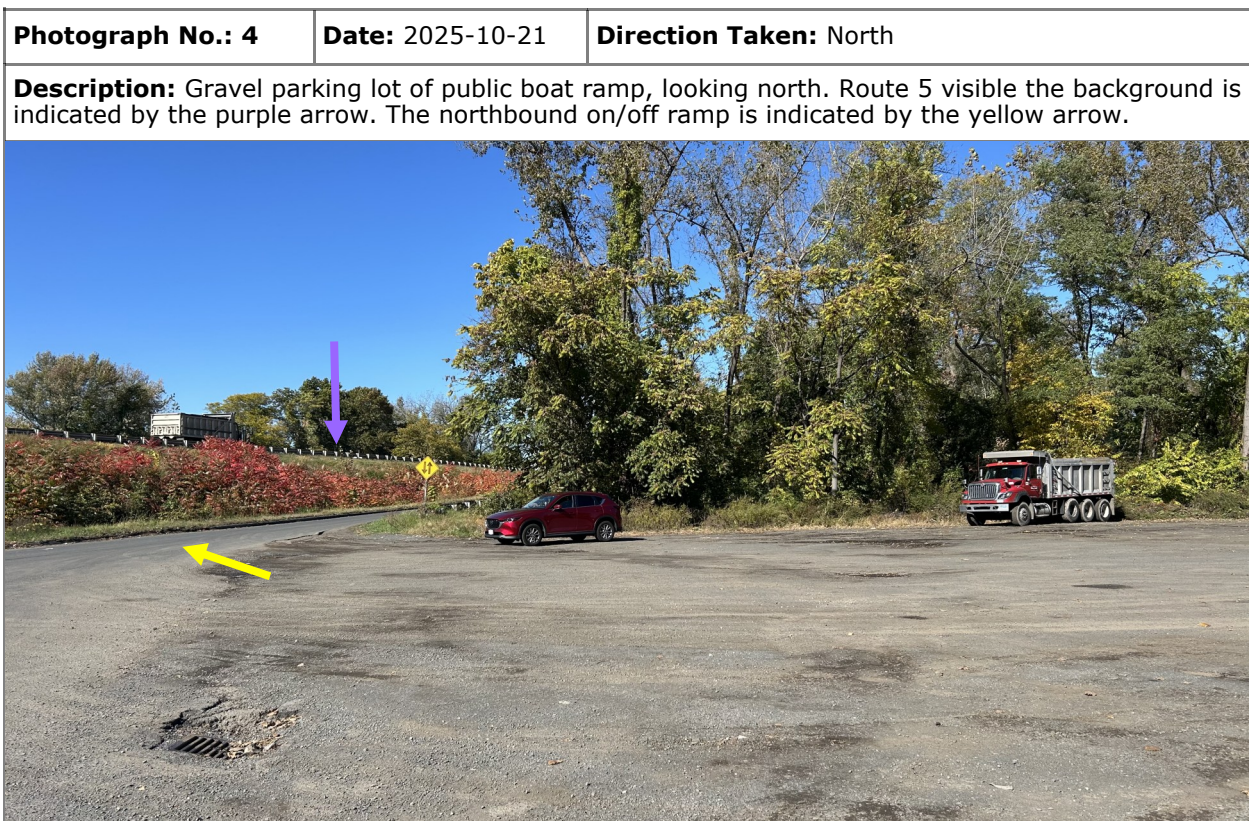 Photograph No.: 4 Date: 2025-10-21 Direction Taken: North
Description: Gravel parking lot of public boat ramp, looking north. Route 5 visible the background is
indicated by the purple arrow. The northbound on/off ramp is indicated by the yellow arrow.